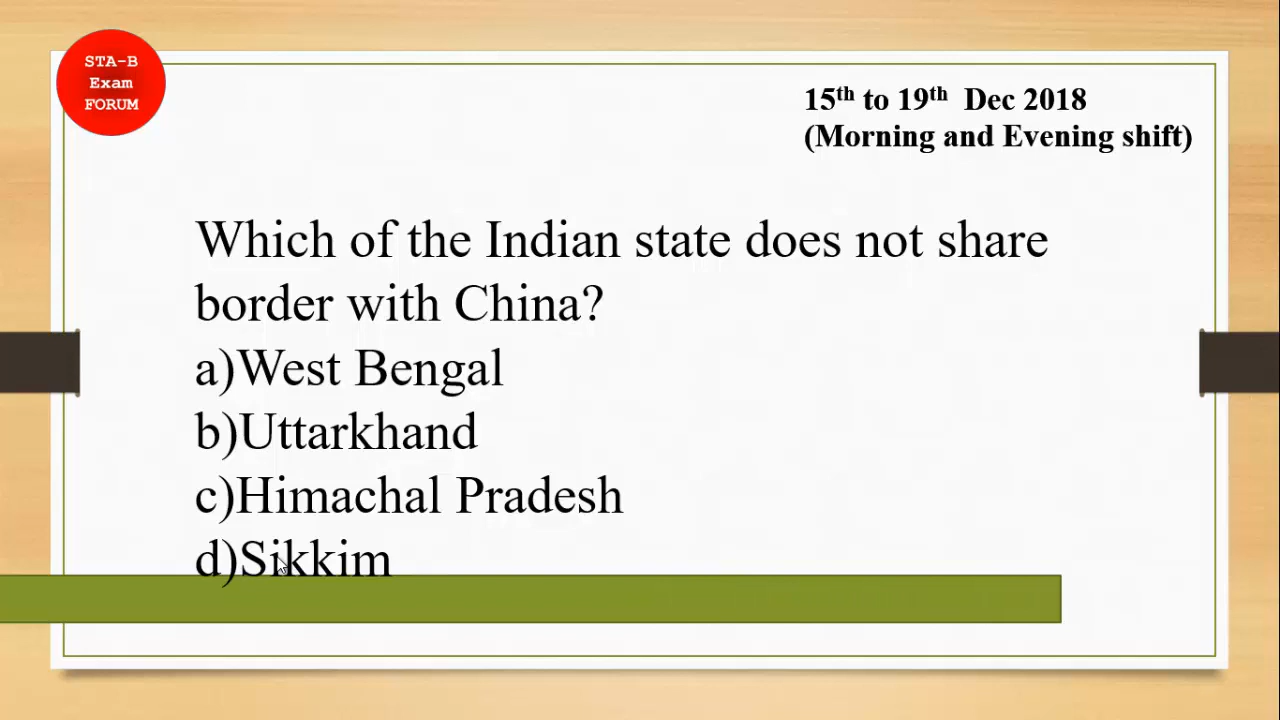 STA-B
Exam
FORUM
15th to 19th Dec 2018
(Morning and Evening shift)
Which of the Indian state does not share
border with China?
a)West Bengal
b)Uttarkhand
c)Himachal Pradesh
d)Sikkim